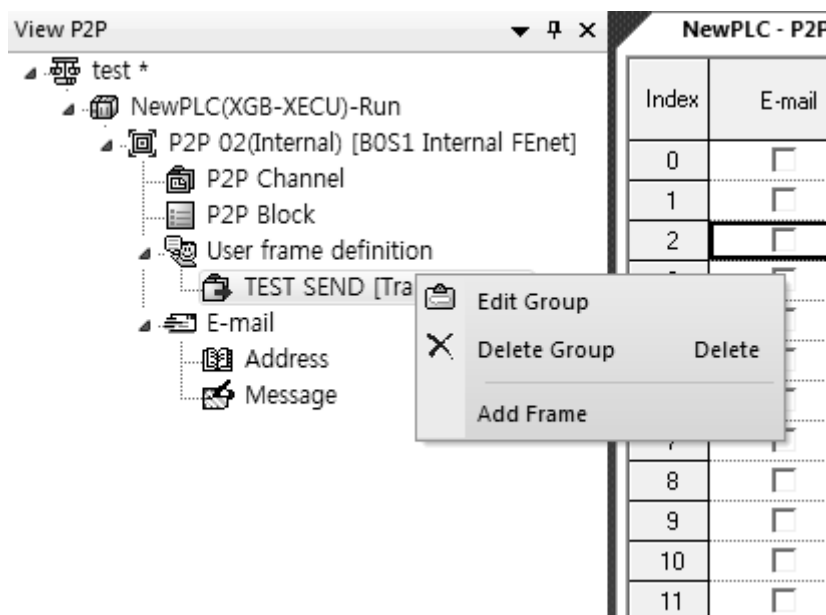 View P2P
test *
NewPLC(XGB-XECU)-Run
P2P 02(Internal) [B0S1 Internal FEnet]
P2P Channel
P2P Block
User frame definition
TEST SEND [Tra
E-mail
Address
Message
Edit Group
Delete Group Delete
Add Frame
NewPLC - P2P
Index E-mail
0
1
2
8
9
10
11